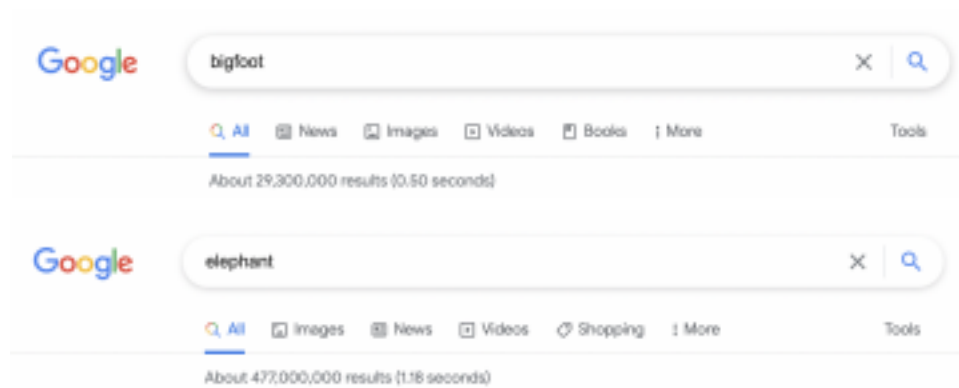 Google bigfoot
All News Images Videos Books More Tools
About 29,300,000 results (0.50 seconds)
Google elephant
All Images News Videos Shopping More Tools
About 477,000,000 results (1.18 seconds)